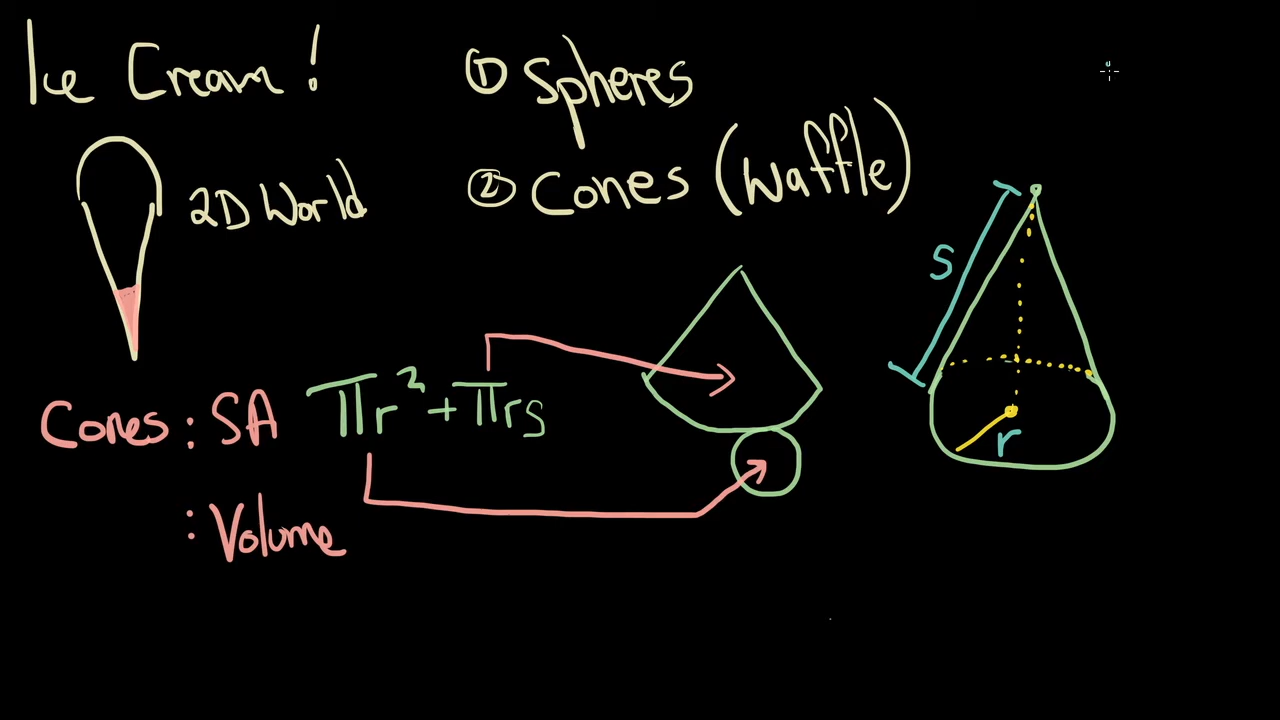 Ice Cream!
① Spheres
② Cones (Waffle)
2D World
S
Cones : SA πr² + πrs
r
: Volume